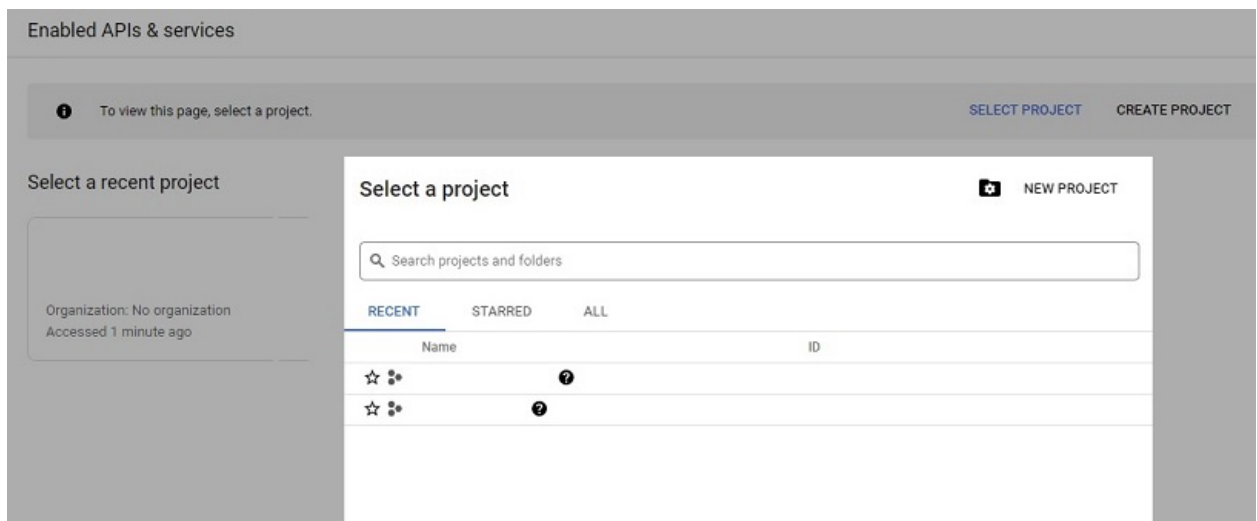 Enabled APIs & services
To view this page, select a project.
SELECT PROJECT
CREATE PROJECT
Select a recent project
Organization: No organization
Accessed 1 minute ago
Select a project
NEW PROJECT
Search projects and folders
RECENT STARRED ALL
Name ID